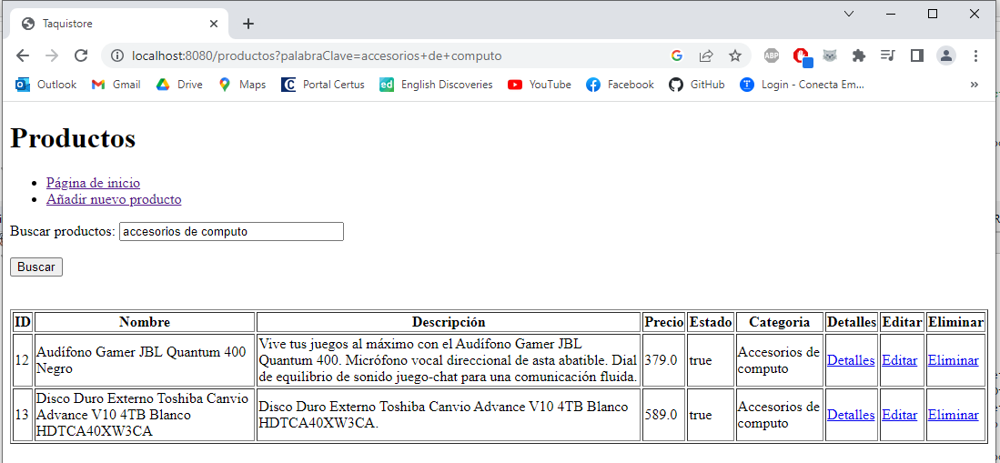 Taquistore
localhost:8080/productos?palabraClave=accesorios+de+computo
ABP
Outlook Gmail Drive Maps Portal Certus ed English Discoveries YouTube Facebook GitHub T Login - Conecta Em... »
Productos
Página de inicio
Añadir nuevo producto
Buscar productos: accesorios de computo
Buscar
ID Nombre Descripción Precio Estado Categoria Detalles Editar Eliminar
12 Audífono Gamer JBL Quantum 400 Negro Vive tus juegos al máximo con el Audífono Gamer JBL Quantum 400. Micrófono vocal direccional de asta abatible. Dial de equilibrio de sonido juego-chat para una comunicación fluida. 379.0 true Accesorios de computo Detalles Editar Eliminar
13 Disco Duro Externo Toshiba Canvio Advance V10 4TB Blanco HDTCA40XW3CA Disco Duro Externo Toshiba Canvio Advance V10 4TB Blanco HDTCA40XW3CA. 589.0 true Accesorios de computo Detalles Editar Eliminar